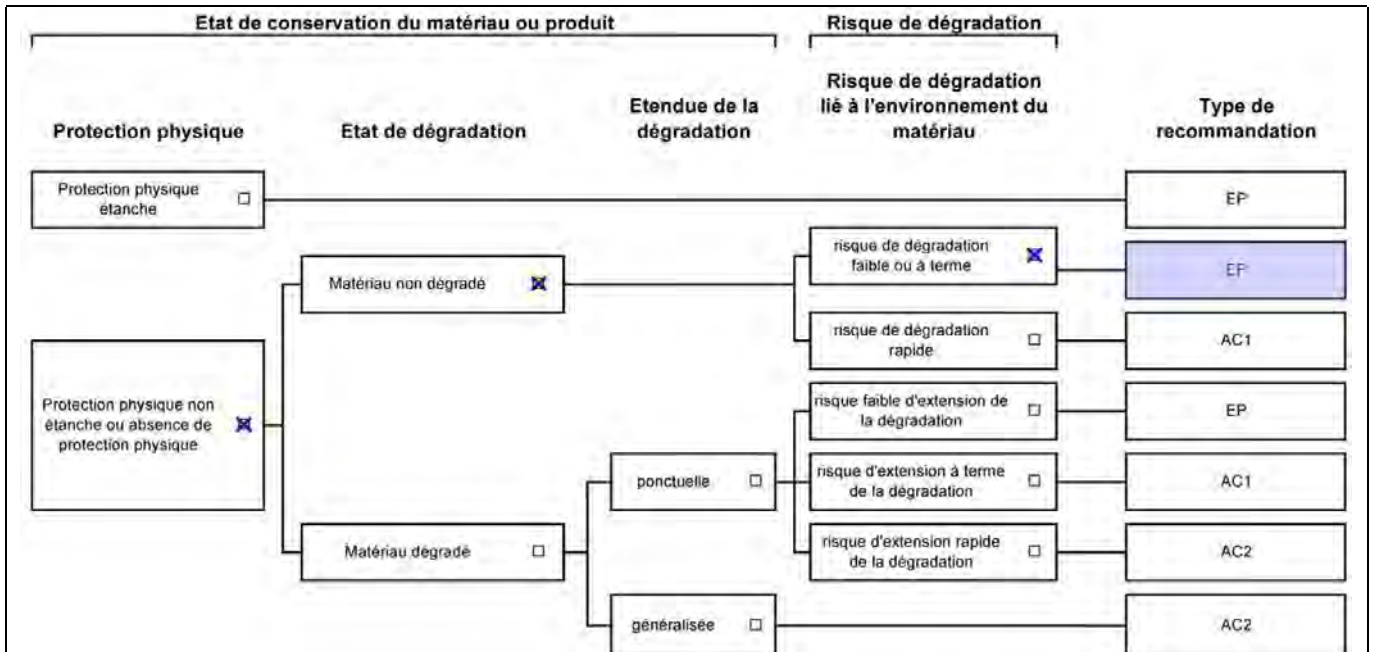 Etat de conservation du matériau ou produit
Risque de dégradation
Protection physique
Etat de dégradation
Etendue de la
dégradation
Risque de dégradation
lié à l'environnement du
matériau
Type de
recommandation
Protection physique
étanche
EP
risque de dégradation
faible ou à terme
EP
Matériau non dégradé
risque de dégradation
rapide
AC1
Protection physique non
étanche ou absence de
protection physique
risque faible d'extension de
la dégradation
EP
ponctuelle
risque d'extension à terme
de la dégradation
AC1
Matériau dégradé
risque d'extension rapide
de la dégradation
AC2
généralisée
AC2